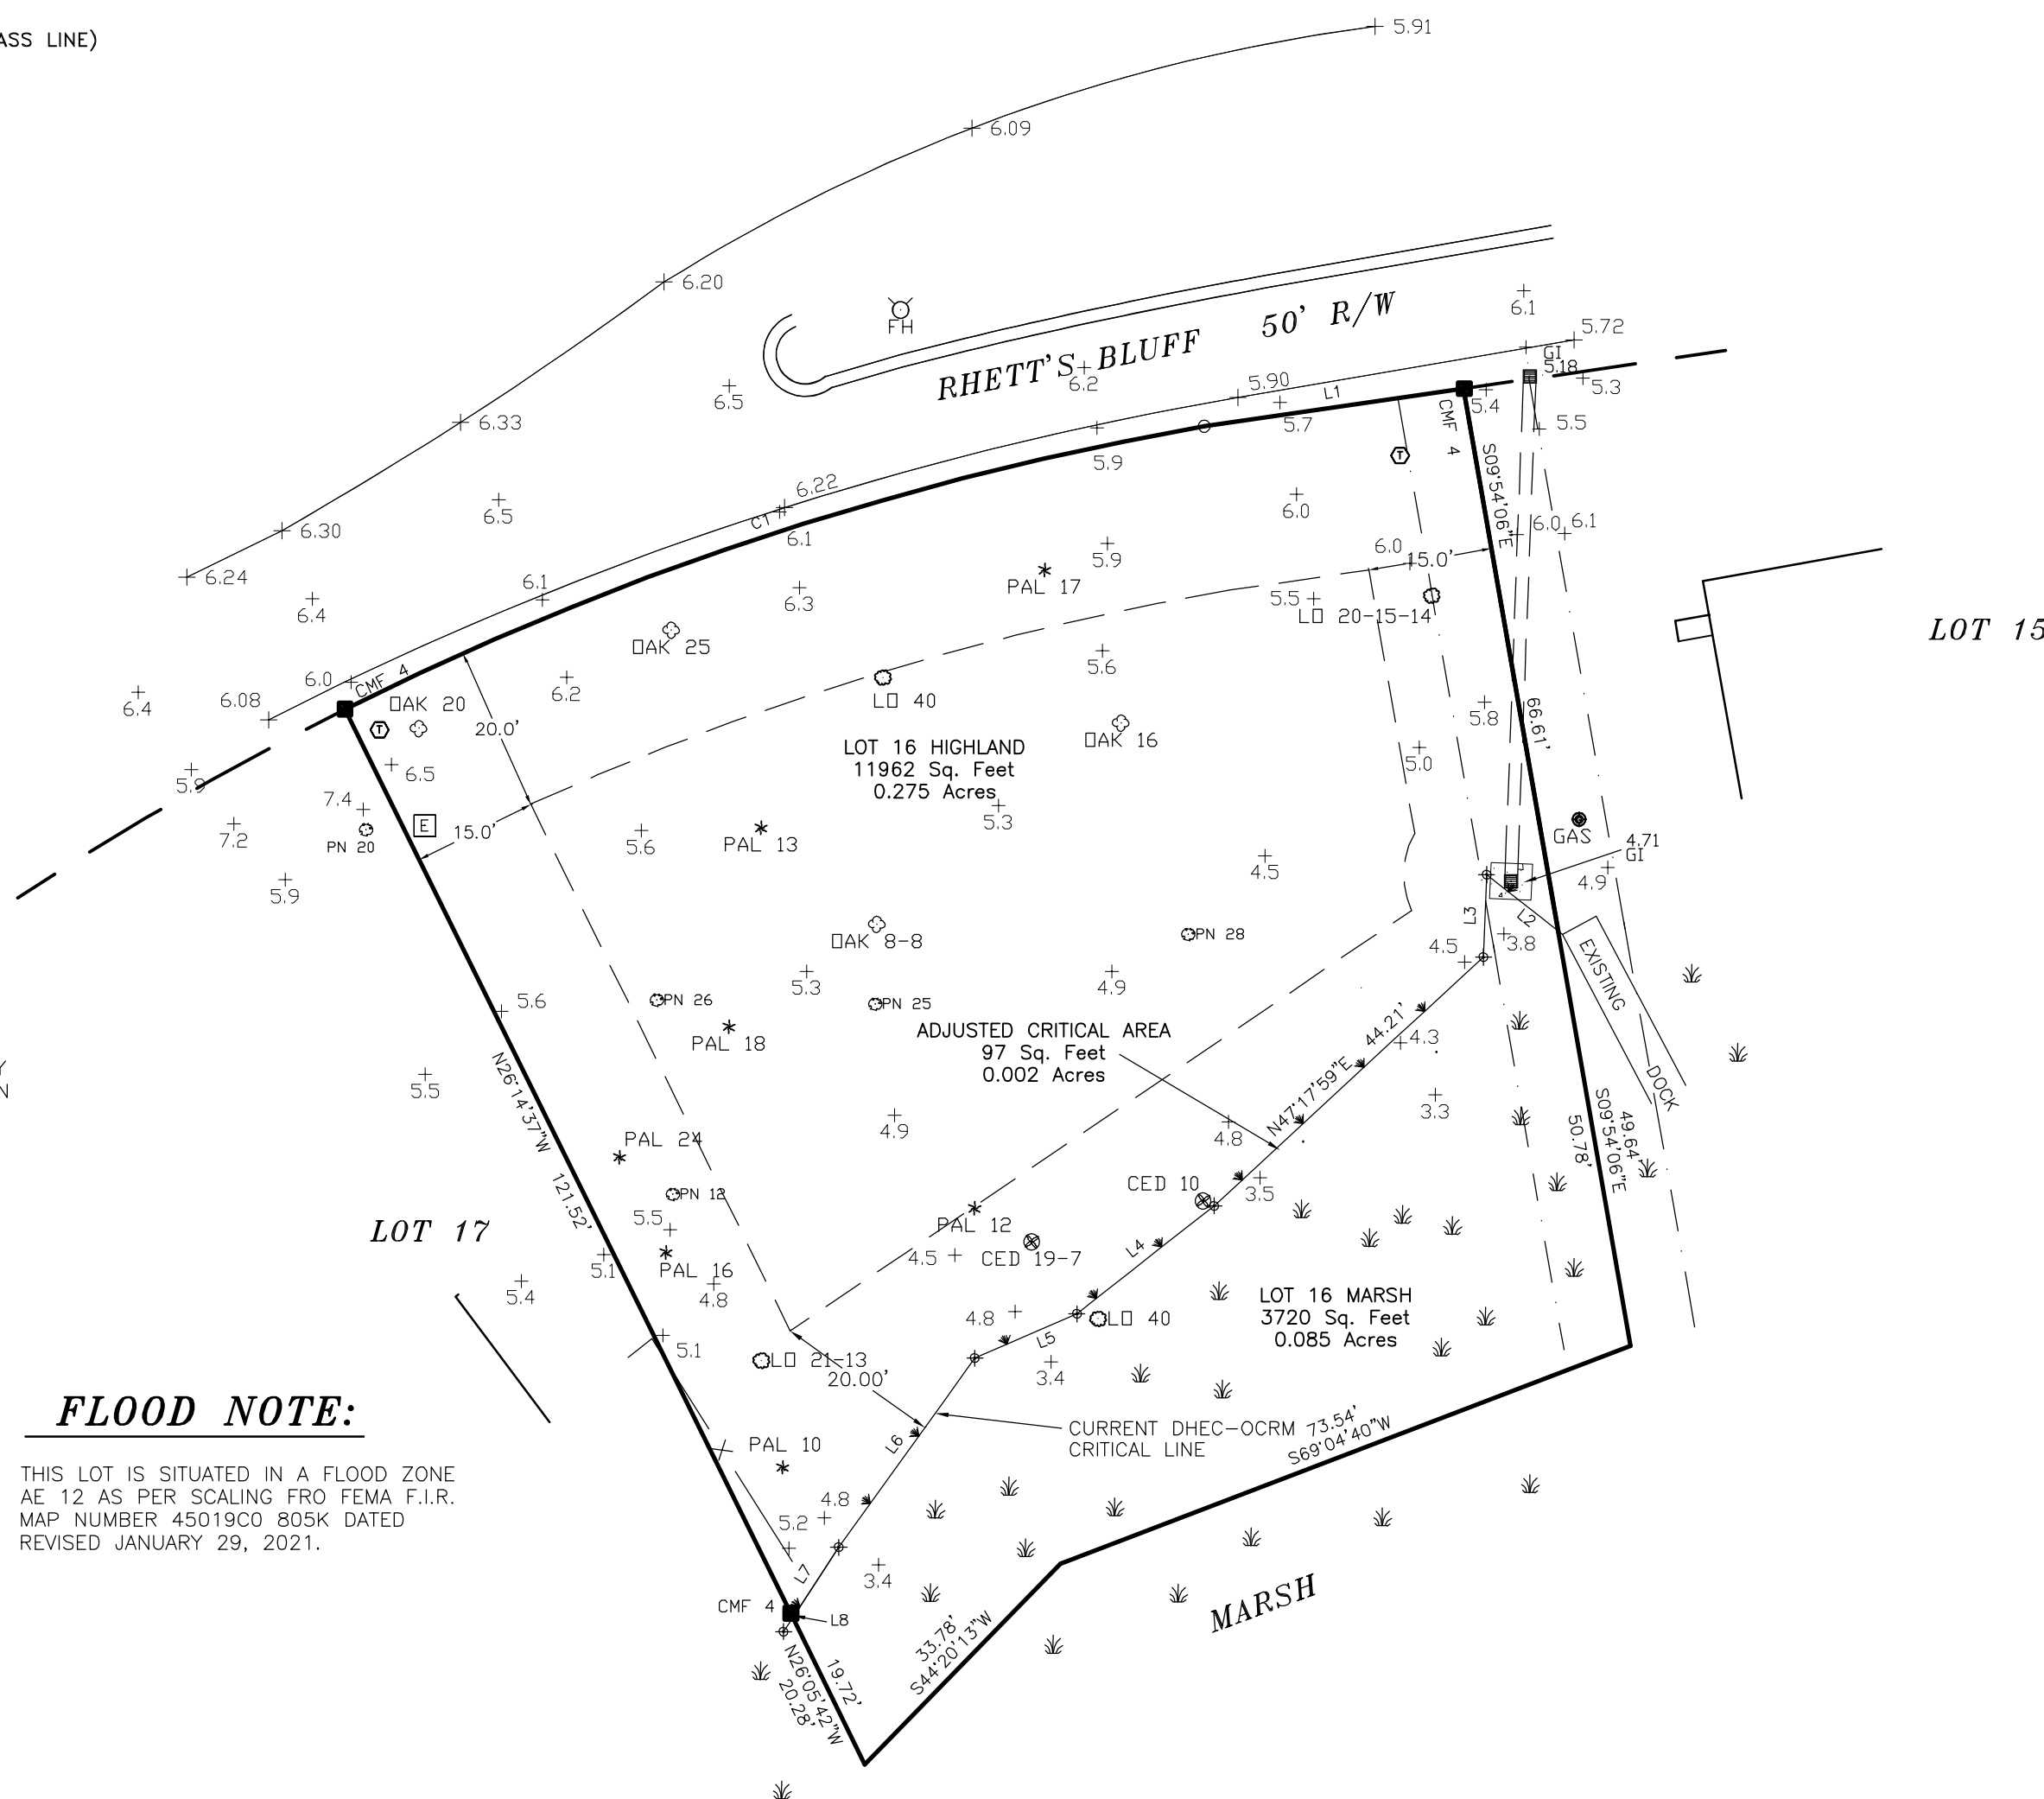 ASS LINE)
5.91
6.09
6.20
FH
RHETT'S BLUFF 50' R/W
6.1
5.72
GI
5.18
5.3
6.2
5.90
L1
5.4
5.5
5.7
6.5
6.33
CMF 4
S09°54'06"E
5.9
6.22
C1
6.1
6.5
6.30
6.0
6.0
6.1
6.24
6.4
6.1
6.3
5.9
PAL 17
6.0
15.0'
5.5
LO 20-15-14
LOT 15
OAK 25
5.6
6.0
CMF 4
6.2
6.08
6.4
OAK 20
T
T
20.0'
LO 40
OAK 16
5.8
66.61'
5.0
LOT 16 HIGHLAND
11962 Sq. Feet
0.275 Acres
6.5
5.9
7.4
7.2
PN 20
E
15.0'
5.6
PAL 13
5.3
4.5
GAS
4.71
GI
4.9
5.9
OAK 8-8
PN 28
L3
L2
4.5
3.8
EXISTING
DOCK
5.6
PN 26
5.3
PN 25
4.9
PAL 18
ADJUSTED CRITICAL AREA
97 Sq. Feet
0.002 Acres
44.21'
N47°17'59"E
4.3
3.3
Y
N
5.5
N26°14'37"W 121.52'
4.9
4.8
50.78'
S09°54'06"E
49.64'
PAL 24
PN 12
CED 10
3.5
5.5
PAL 12
LOT 17
5.1
PAL 16
4.5
CED 19-7
L4
5.4
4.8
LOT 16 MARSH
3720 Sq. Feet
0.085 Acres
4.8
LO 40
L5
5.1
LO 21-13
20.00'
3.4
FLOOD NOTE:
CURRENT DHEC-OCRM
CRITICAL LINE
73.54'
S69°04'40"W
PAL 10
L6
THIS LOT IS SITUATED IN A FLOOD ZONE
AE 12 AS PER SCALING FRO FEMA F.I.R.
MAP NUMBER 45019C0 805K DATED
REVISED JANUARY 29, 2021.
4.8
5.2
3.4
L7
CMF 4
L8
MARSH
33.78'
S44°20'13"W
19.72'
N26°05'42"W
20.28'